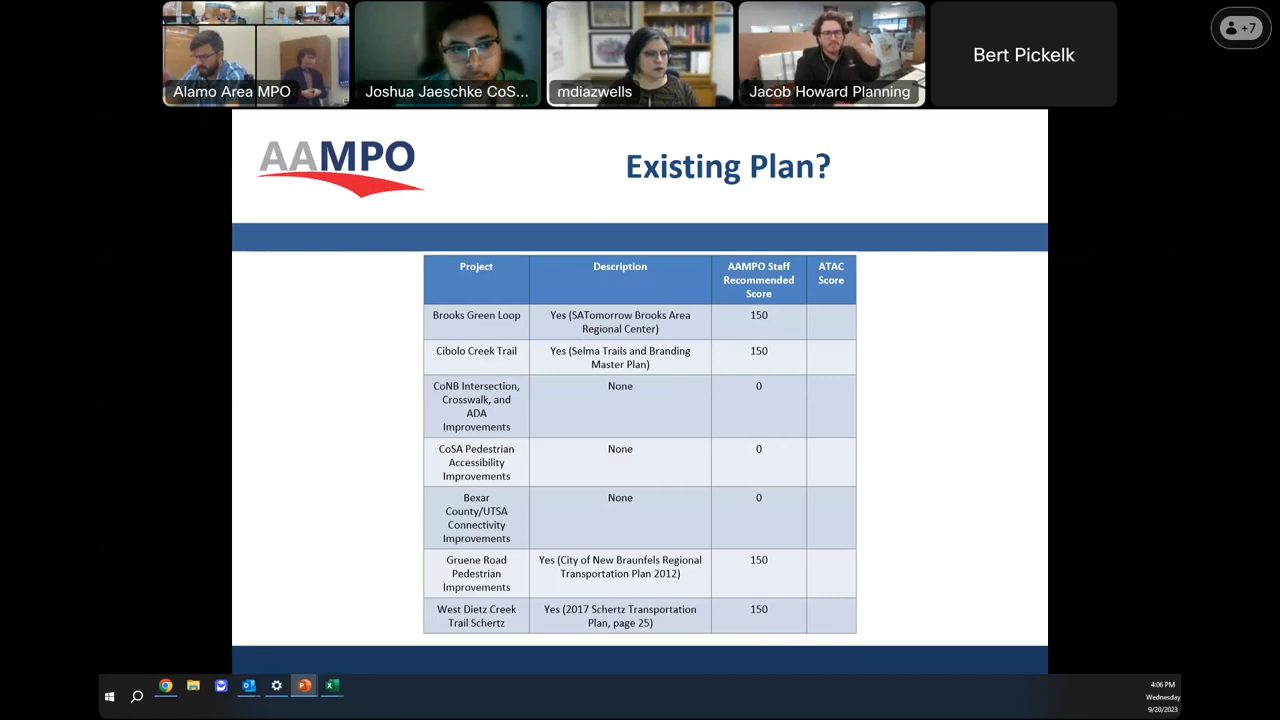 +7
Alamo Area MPO
Joshua Jaeschke CoS...
mdiazwells
Jacob Howard Planning
Bert Pickelk
AAMPO
Existing Plan?
Project
Description
AAMPO Staff
Recommended
Score
ATAC
Score
Brooks Green Loop
Yes (SATomorrow Brooks Area
Regional Center)
150
Cibolo Creek Trail
Yes (Selma Trails and Branding
Master Plan)
150
CoNB Intersection,
Crosswalk, and
ADA
Improvements
None
0
CoSA Pedestrian
Accessibility
Improvements
None
0
Bexar
County/UTSA
Connectivity
Improvements
None
0
Gruene Road
Pedestrian
Improvements
Yes (City of New Braunfels Regional
Transportation Plan 2012)
150
West Dietz Creek
Trail Schertz
Yes (2017 Schertz Transportation
Plan, page 25)
150
4:06 PM
Wednesday
9/20/2023